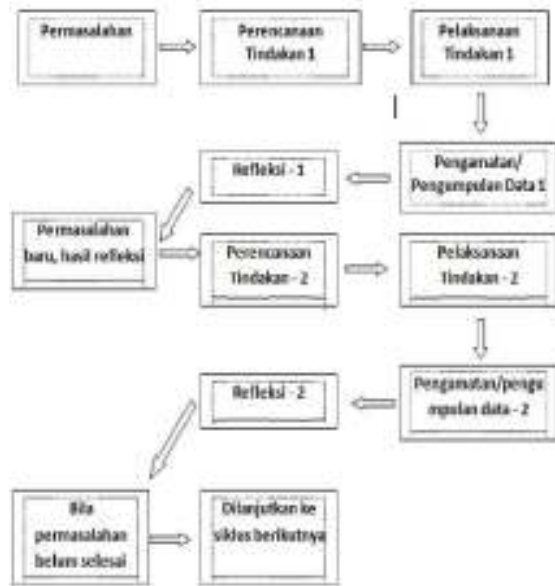 Permasalahan
Perencanaan
Tindakan 1
Pelaksanaan
Tindakan 1
Pengamatan/
Pengumpulan Data 1
Refleksi - 1
Permasalahan
baru, hasil refleksi
Perencanaan
Tindakan - 2
Pelaksanaan
Tindakan - 2
Pengamatan/pengu
mpulan data - 2
Refleksi - 2
Bila
permasalahan
belum selesai
Dilanjutkan ke
siklus berikutnya